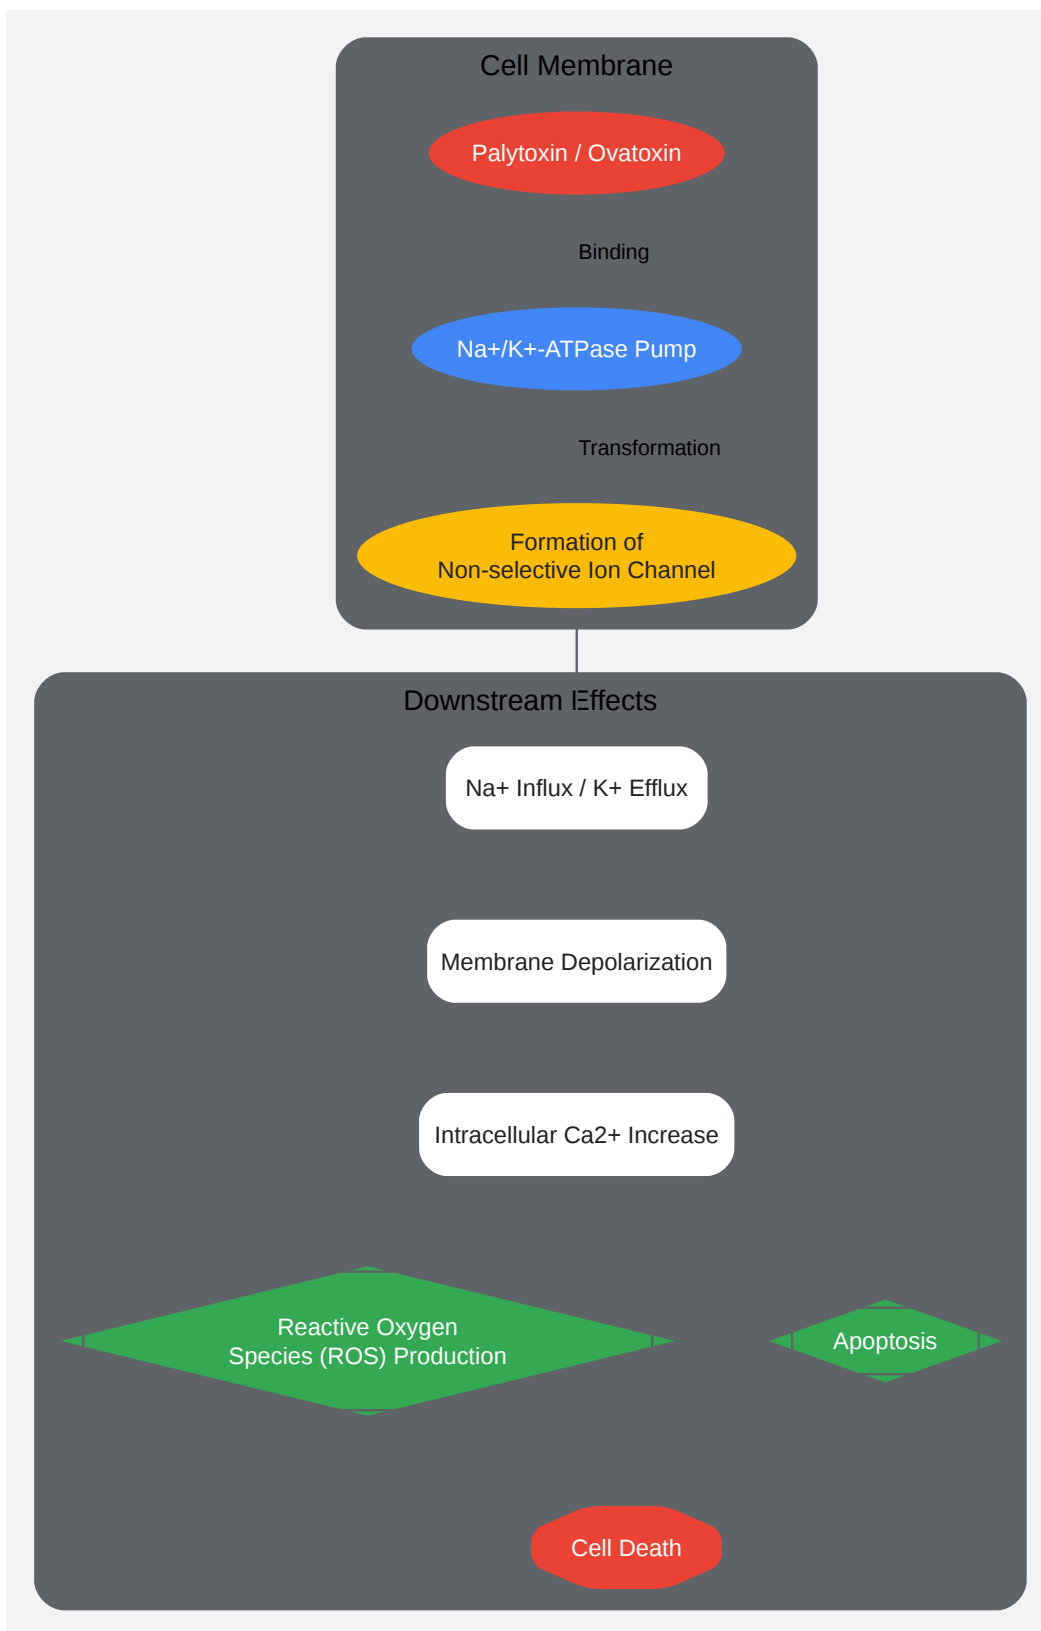 Cell Membrane
Palytoxin / Ovatoxin
Binding
Na+/K+-ATPase Pump
Transformation
Formation of
Non-selective Ion Channel
Downstream Effects
Na+ Influx / K+ Efflux
Membrane Depolarization
Intracellular Ca2+ Increase
Reactive Oxygen
Species (ROS) Production
Apoptosis
Cell Death